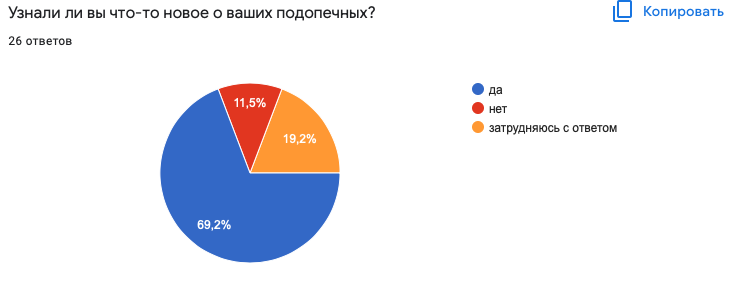 Узнали ли вы что-то новое о ваших подопечных?
Копировать
26 ответов
да
нет
затрудняюсь с ответом
11,5%
19,2%
69,2%